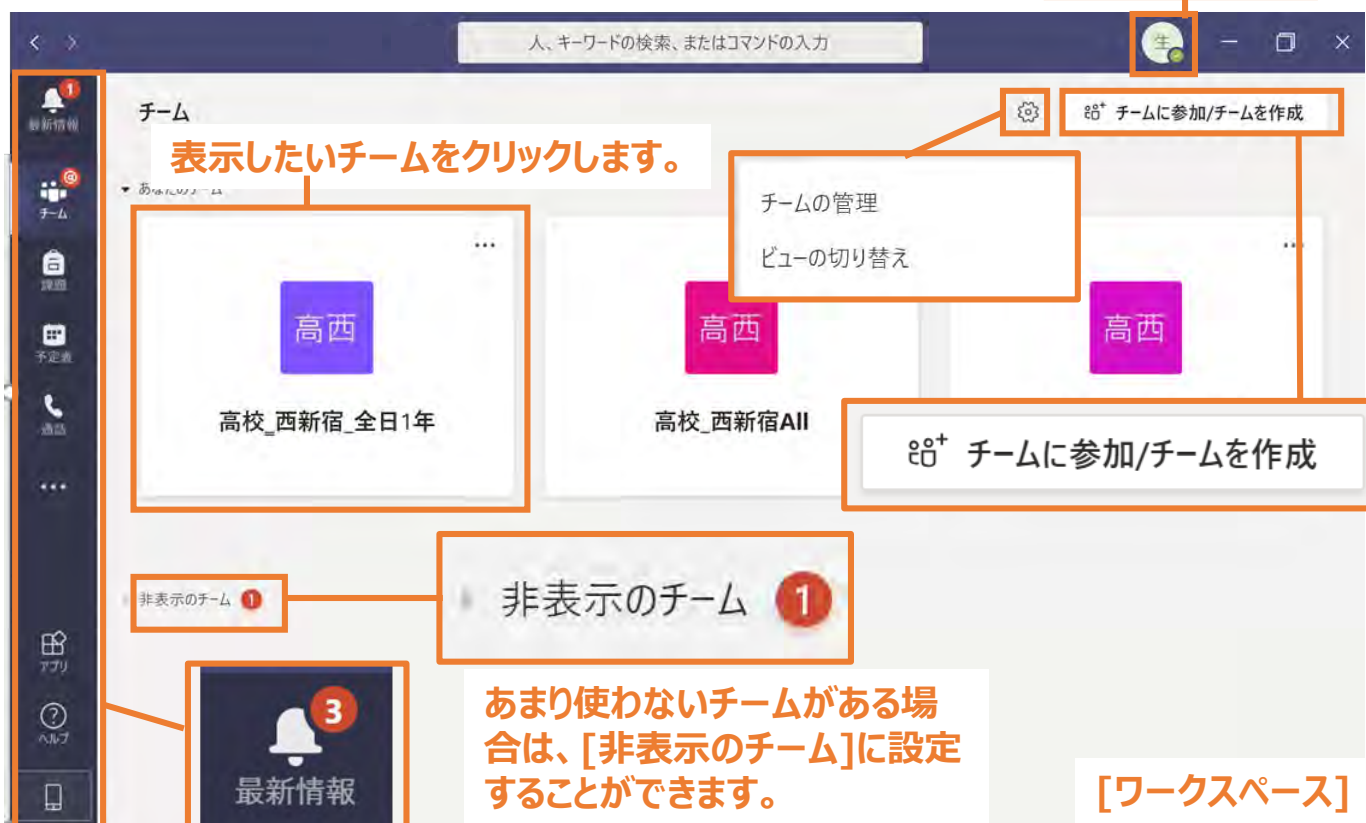 人、キーワードの検索、またはコマンドの入力
生
1
最新情報
チーム
チームに参加/チームを作成
表示したいチームをクリックします。
@
チーム
あなたのチーム
チームの管理
ビューの切り替え
課題
予定表
通話
高西
高西
高西
高校_西新宿_全日1年
高校_西新宿All
チームに参加/チームを作成
非表示のチーム 1
非表示のチーム 1
アプリ
ヘルプ
3
最新情報
あまり使わないチームがある場
合は、[非表示のチーム]に設定
することができます。
[ワークスペース]